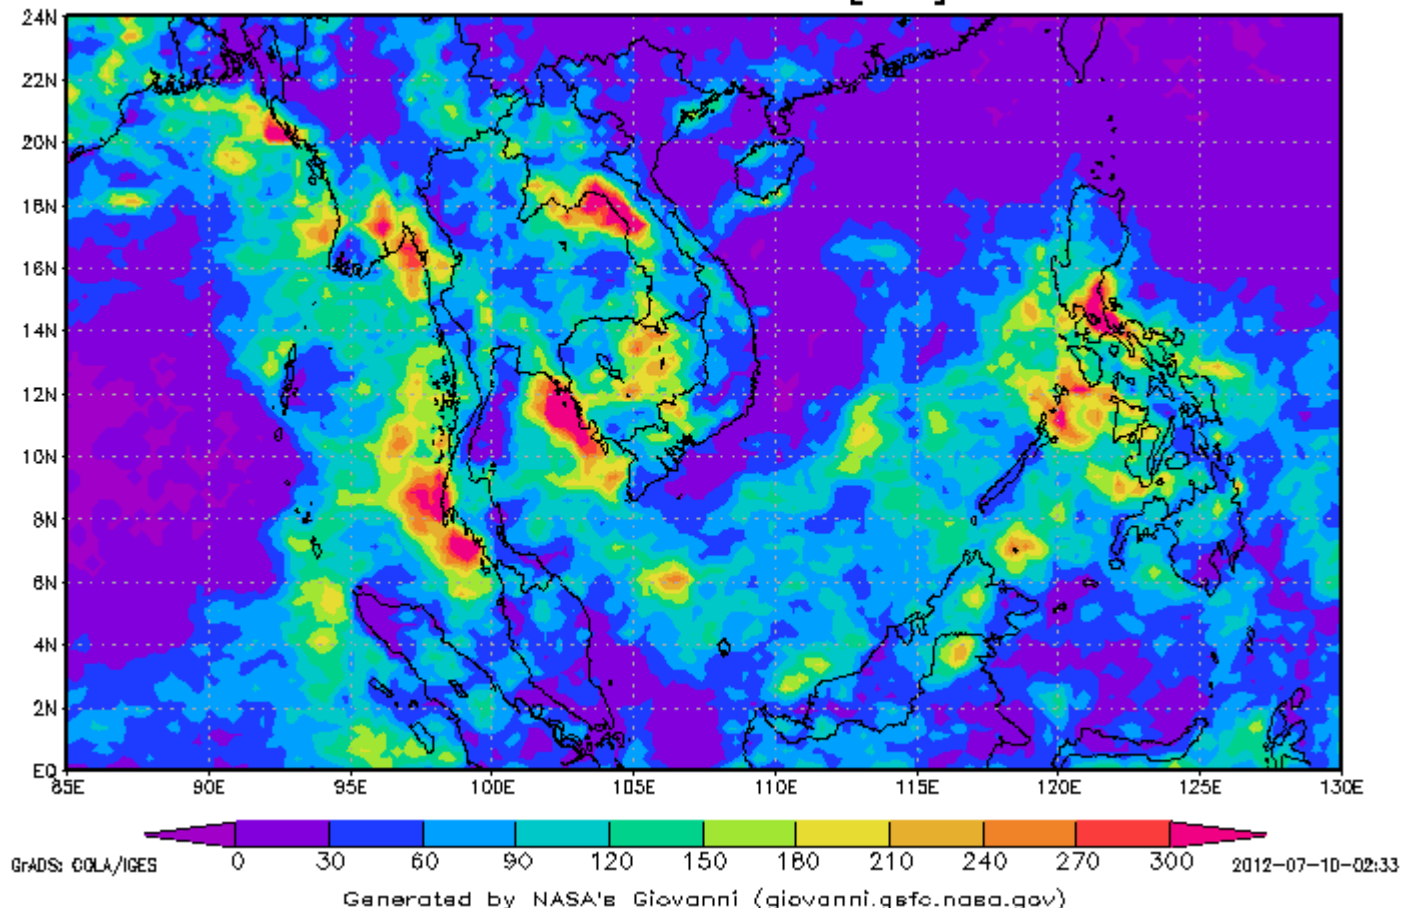 24N
22N
20N
18N
16N
14N
12N
10N
8N
6N
4N
2N
EQ
85E 90E 95E 100E 105E 110E 115E 120E 125E 130E
0 30 60 90 120 150 180 210 240 270 300
GrADS: COLA/IGES 2012-07-10-02:33
Generated by NASA's Giovanni (giovanni.gsfc.nasa.gov)